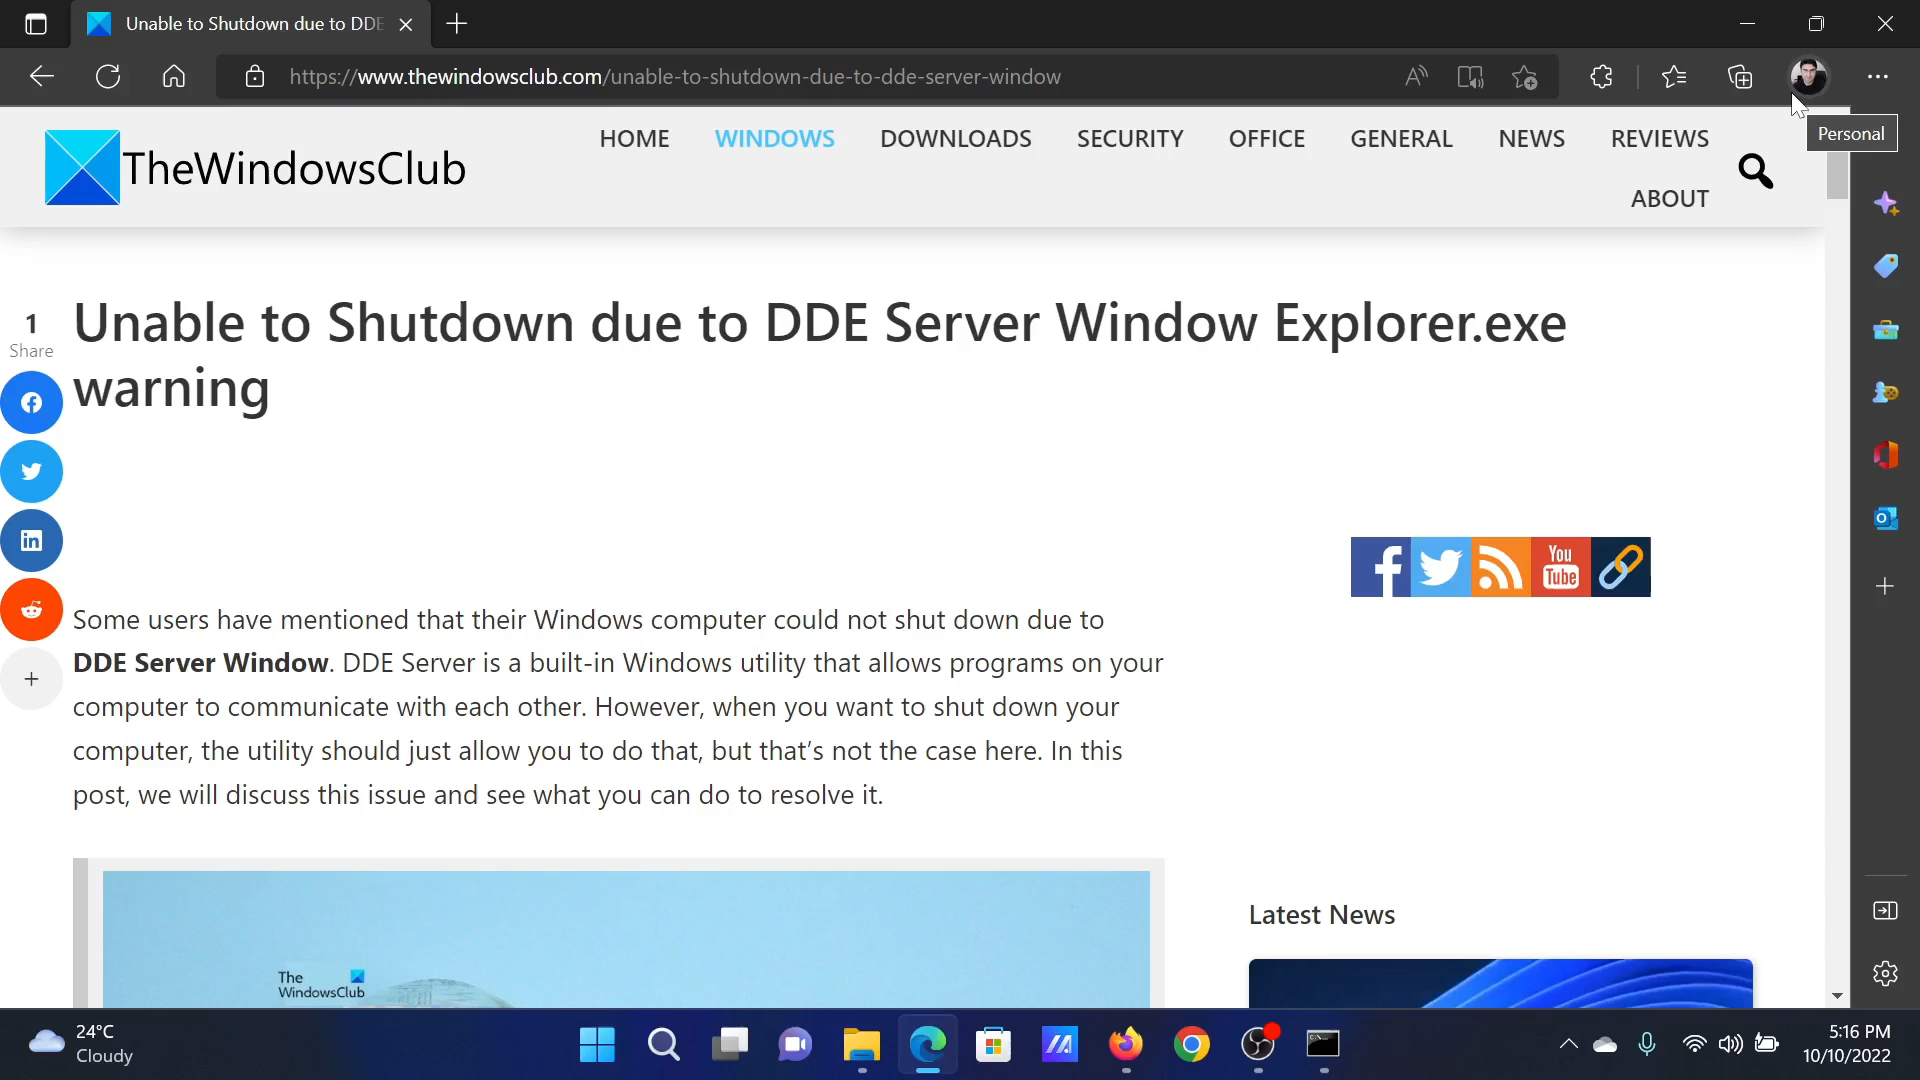 Unable to Shutdown due to DDE
https://www.thewindowsclub.com/unable-to-shutdown-due-to-dde-server-window
Personal
TheWindowsClub
HOME WINDOWS DOWNLOADS SECURITY OFFICE GENERAL NEWS REVIEWS
ABOUT
1
Share
Unable to Shutdown due to DDE Server Window Explorer.exe
warning
You
Tube
Some users have mentioned that their Windows computer could not shut down due to
DDE Server Window. DDE Server is a built-in Windows utility that allows programs on your
computer to communicate with each other. However, when you want to shut down your
computer, the utility should just allow you to do that, but that's not the case here. In this
post, we will discuss this issue and see what you can do to resolve it.
Latest News
The
WindowsClub
24°C
Cloudy
5:16 PM
10/10/2022